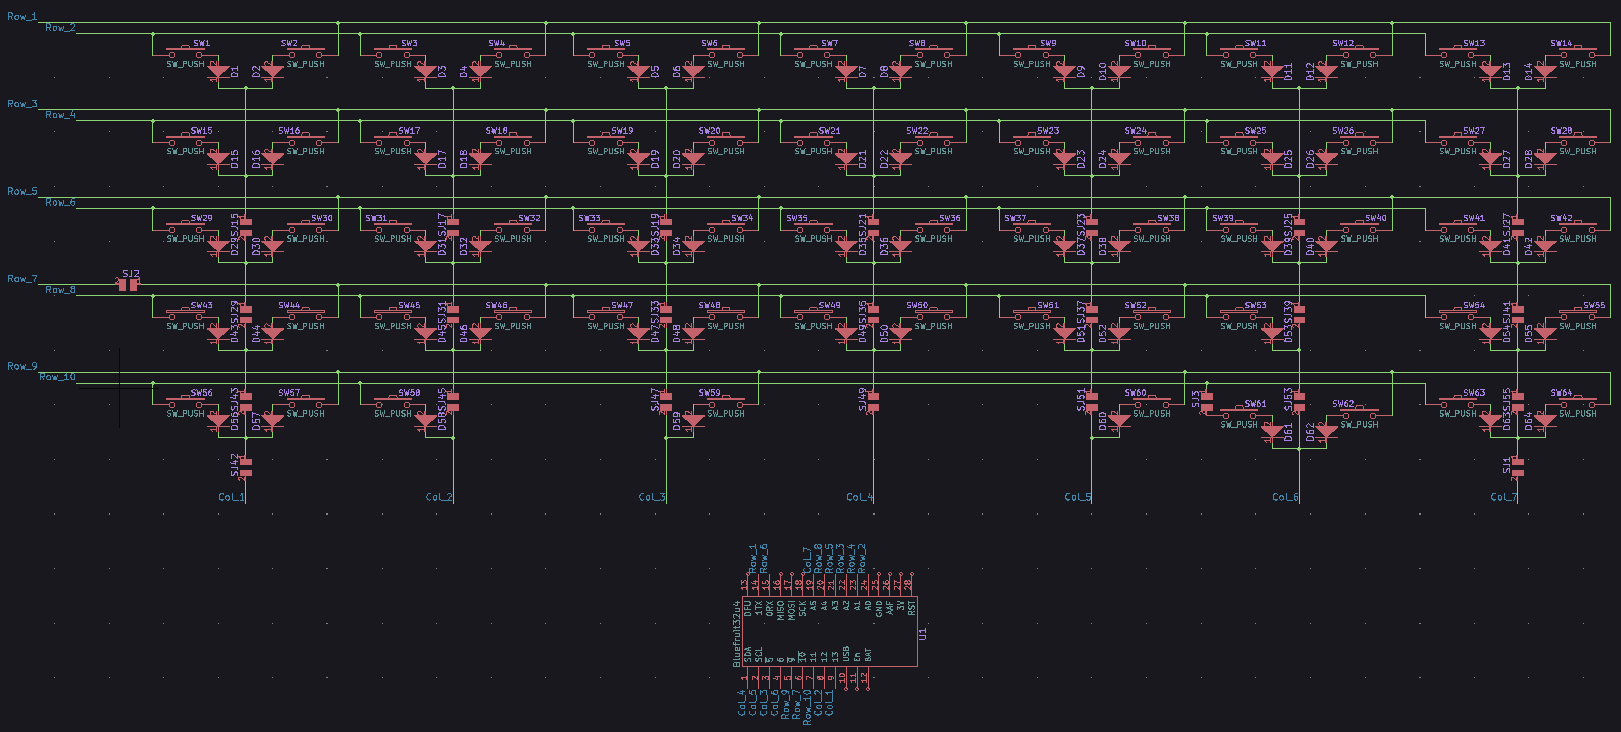 Row_1
Row_2
SW1 SW2 SW3 SW4 SW5 SW6 SW7 SW8 SW9 SW10 SW11 SW12 SW13 SW14
SW_PUSH SW_PUSH SW_PUSH SW_PUSH SW_PUSH SW_PUSH SW_PUSH SW_PUSH SW_PUSH SW_PUSH SW_PUSH SW_PUSH SW_PUSH SW_PUSH
D1 D2 D3 D4 D5 D6 D7 D8 D9 D10 D11 D12 D13 D14
Row_3
Row_4
SW15 SW16 SW17 SW18 SW19 SW20 SW21 SW22 SW23 SW24 SW25 SW26 SW27 SW28
SW_PUSH SW_PUSH SW_PUSH SW_PUSH SW_PUSH SW_PUSH SW_PUSH SW_PUSH SW_PUSH SW_PUSH SW_PUSH SW_PUSH SW_PUSH SW_PUSH
D15 D16 D17 D18 D19 D20 D21 D22 D23 D24 D25 D26 D27 D28
Row_5
Row_6
SW29 SJ15 SW30 SW31 SJ17 SW32 SW33 SJ19 SW34 SW35 SJ21 SW36 SW37 SJ23 SW38 SW39 SJ25 SW40 SW41 SJ27 SW42
SW_PUSH SW_PUSH SW_PUSH SW_PUSH SW_PUSH SW_PUSH SW_PUSH SW_PUSH SW_PUSH SW_PUSH SW_PUSH SW_PUSH SW_PUSH SW_PUSH
D29 D30 D31 D32 D33 D34 D35 D36 D37 D38 D39 D40 D41 D42
Row_7
SJ2
Row_8
SW43 SJ29 SW44 SW45 SJ31 SW46 SW47 SJ33 SW48 SW49 SJ35 SW50 SW51 SJ37 SW52 SW53 SJ39 SW54 SJ41 SW55
SW_PUSH SW_PUSH SW_PUSH SW_PUSH SW_PUSH SW_PUSH SW_PUSH SW_PUSH SW_PUSH SW_PUSH SW_PUSH SW_PUSH SW_PUSH
D43 D44 D45 D46 D47 D48 D49 D50 D51 D52 D53 D54 D55
Row_9
Row_10
SW56 SJ43 SW57 SW58 SJ45 SJ47 SW59 SJ49 SJ51 SW60 SJ3 SW61 SJ53 SW62 SW63 SJ55 SW64
SW_PUSH SW_PUSH SW_PUSH SW_PUSH SW_PUSH SW_PUSH SW_PUSH SW_PUSH SW_PUSH
D56 D57 D58 D59 D60 D61 D62 D63 D64
SJ42 SJ1
Col_1 Col_2 Col_3 Col_4 Col_5 Col_6 Col_7
Row_1 Row_6 Col_7 Row_8 Row_5 Row_3 Row_4 Row_2
13 14 15 16 17 18 19 20 21 22 23 24 25 26 27 28
DFU 1TX 0RX MISO MOSI SCK A5 A4 A3 A2 A1 A0 GND 3V RST
Bluefruit32u4
U1
SDA SCL 5 6 9 10 11 12 13 USB En BAT
1 2 3 4 5 6 7 8 9 10 11 12
Col_4 Col_5 Col_3 Col_6 Row_9 Row_7 Row_10 Col_2 Col_1